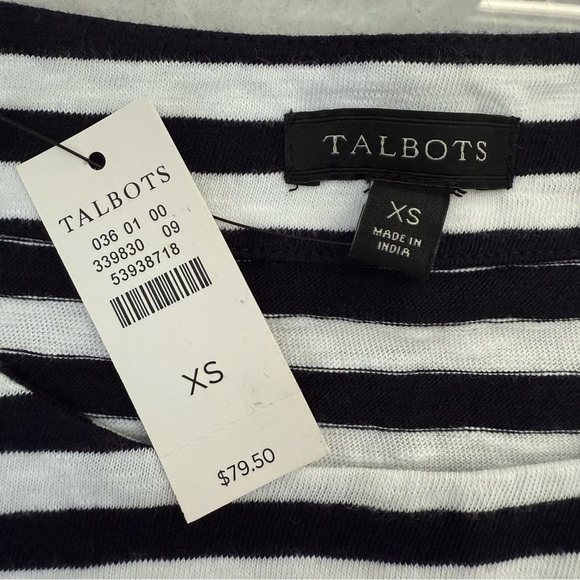 TALBOTS
XS
MADE IN
INDIA
TALBOTS
036 01 00
339830 09
53938718
XS
$79.50